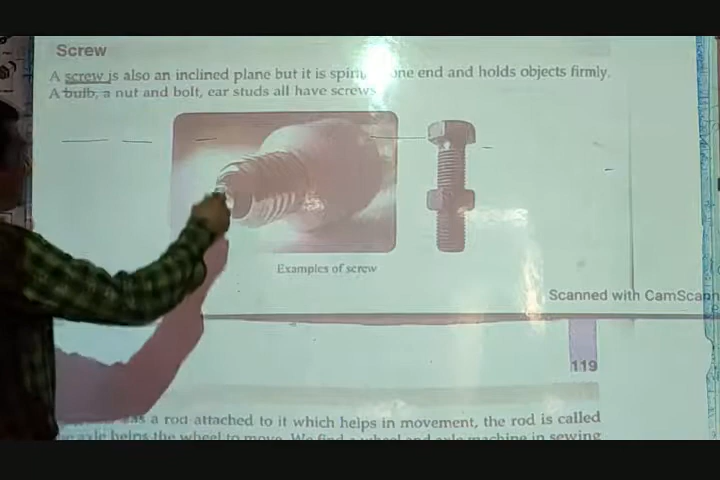 Screw
A screw is also an inclined plane but it is one end and holds objects firmly.
A bulb, a nut and bolt, ear studs all have screws
Examples of screw
Scanned with CamScann
119
a rod attached to it which helps in movement, the rod is called
axle helps the wheel to move. We find a wheel and axle machine in sewing